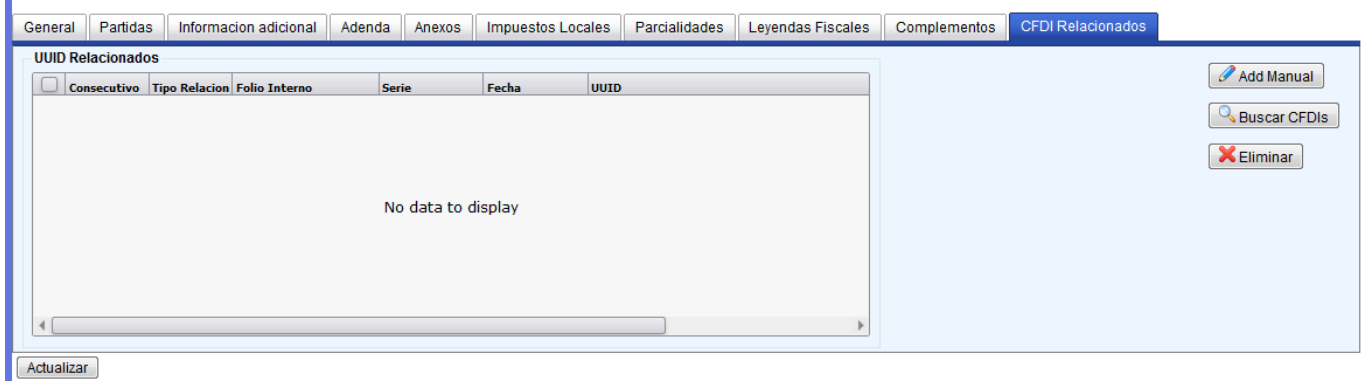 General Partidas Informacion adicional Adenda Anexos Impuestos Locales Parcialidades Leyendas Fiscales Complementos CFDI Relacionados
UUID Relacionados
Consecutivo Tipo Relacion Folio Interno Serie Fecha UUID
Add Manual
Buscar CFDIs
Eliminar
No data to display
Actualizar